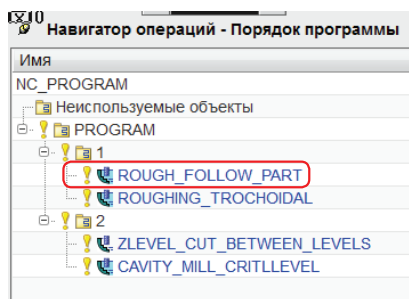 Навигатор операций - Порядок программы
Имя
NC_PROGRAM
Неиспользуемые объекты
PROGRAM
1
ROUGH_FOLLOW_PART
ROUGHING_TROCHOIDAL
2
ZLEVEL_CUT_BETWEEN_LEVELS
CAVITY_MILL_CRITLLEVEL